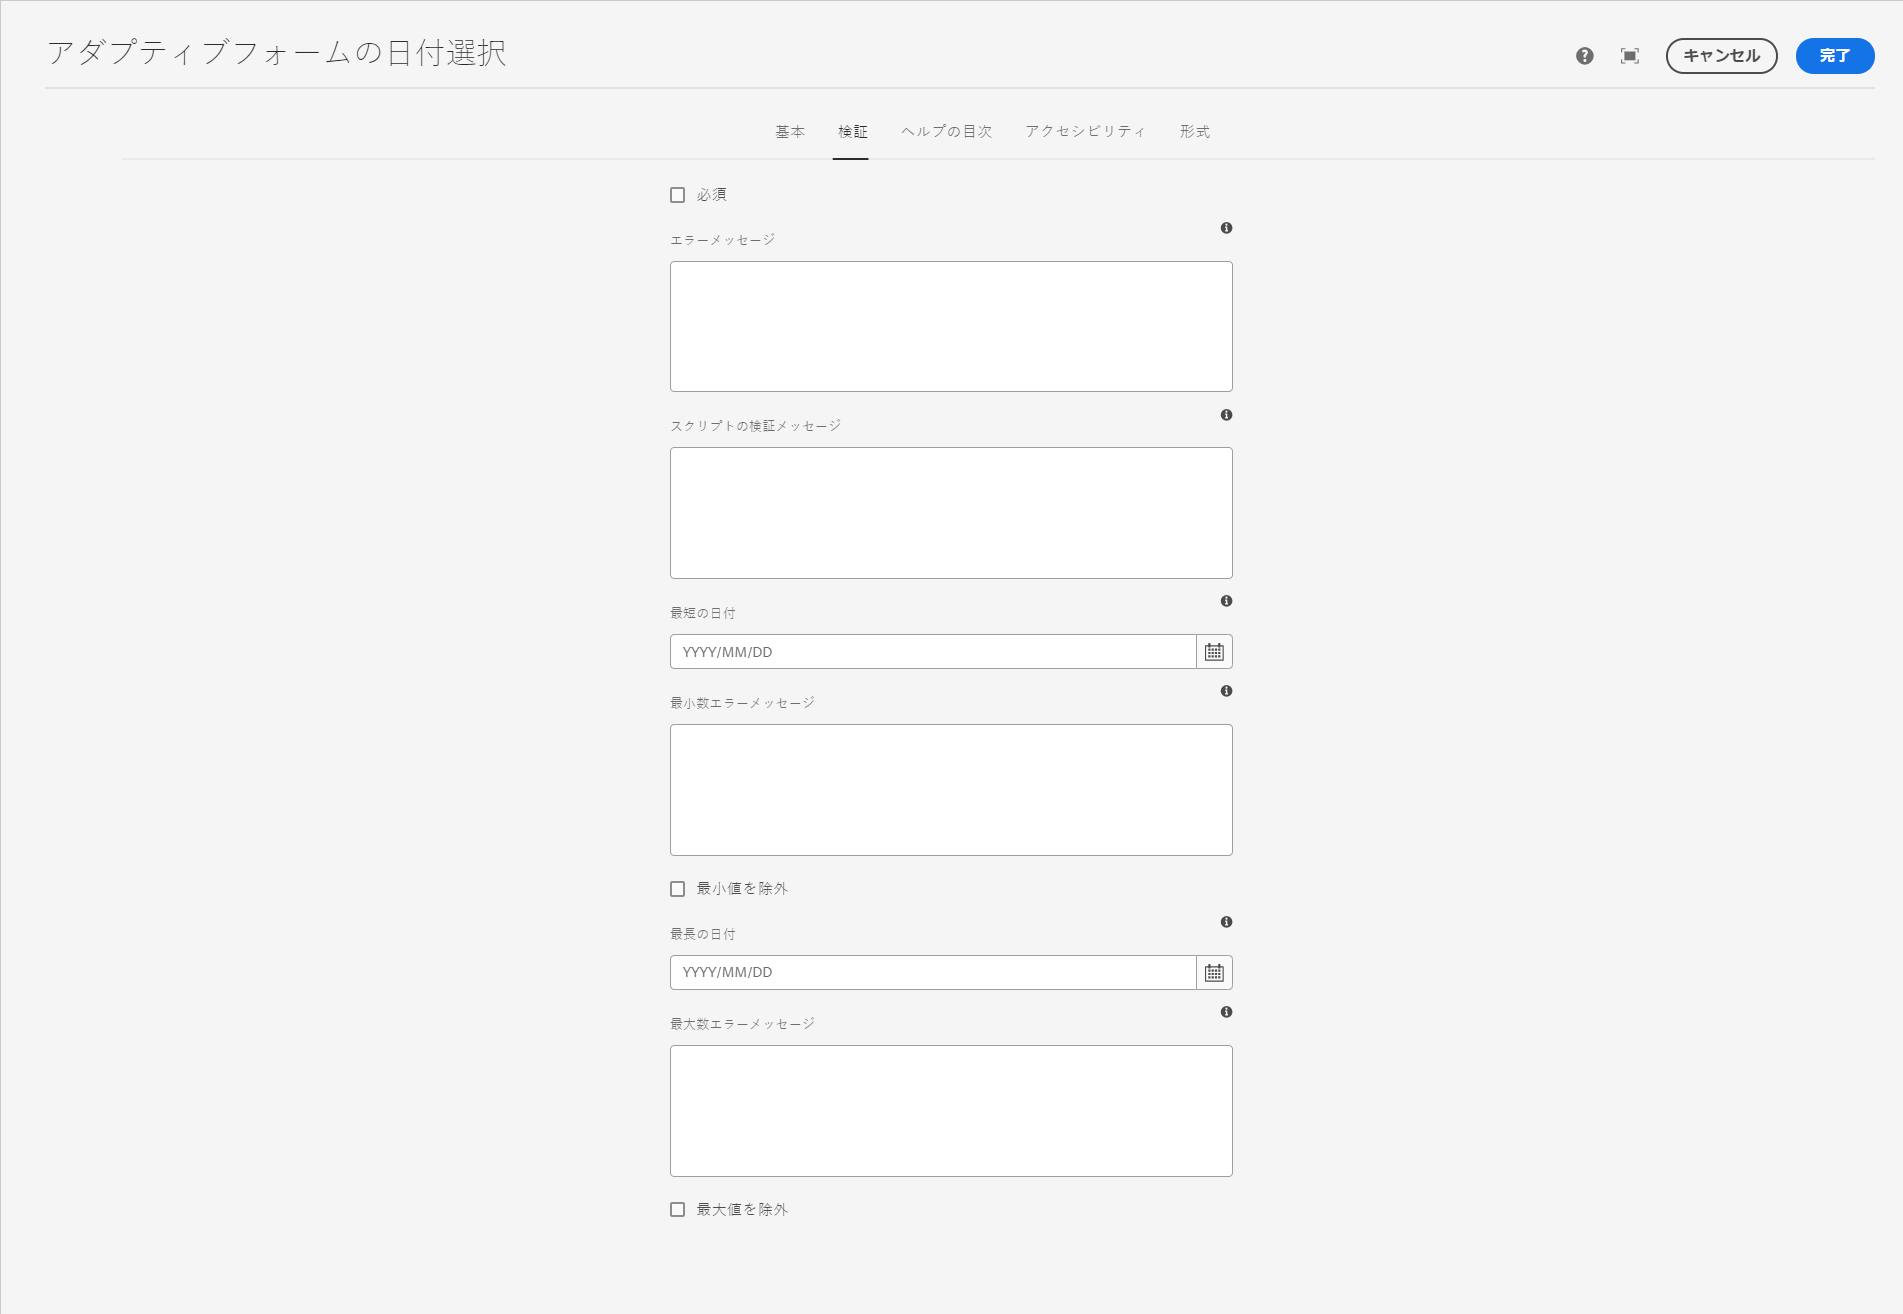 アダプティブフォームの日付選択
キャンセル
完了
基本
検証
ヘルプの目次
アクセシビリティ
形式
必須
エラーメッセージ
スクリプトの検証メッセージ
最短の日付
YYYY/MM/DD
最小数エラーメッセージ
最小値を除外
最長の日付
YYYY/MM/DD
最大数エラーメッセージ
最大値を除外